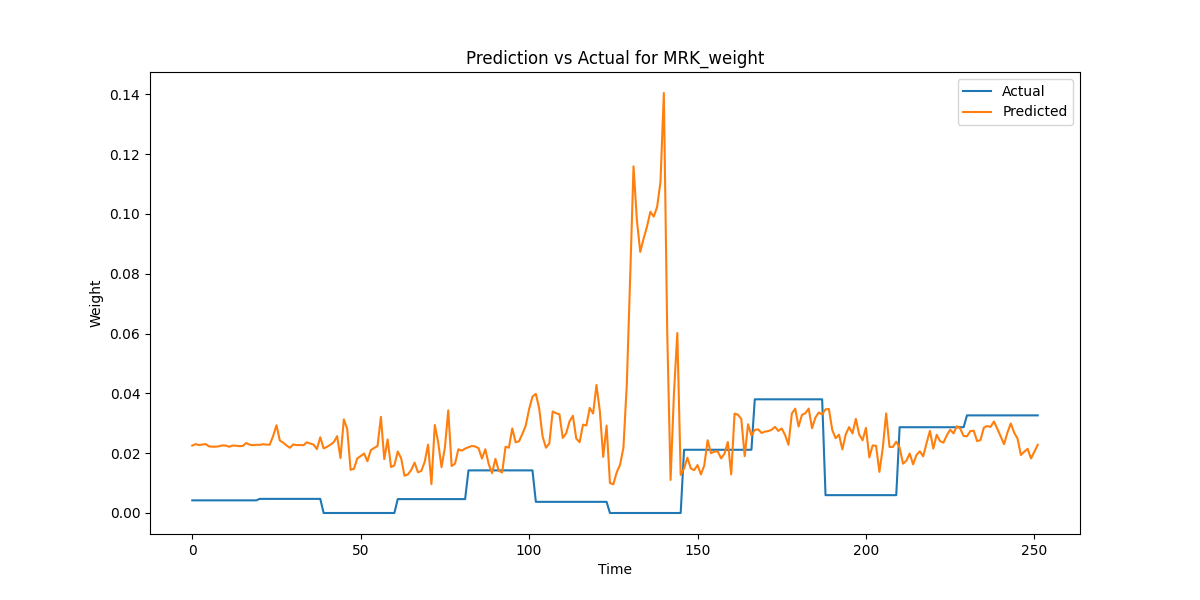 Prediction vs Actual for MRK_weight
Actual
Predicted
0.14
0.12
0.10
0.08
0.06
0.04
0.02
0.00
Weight
0 50 100 150 200 250
Time